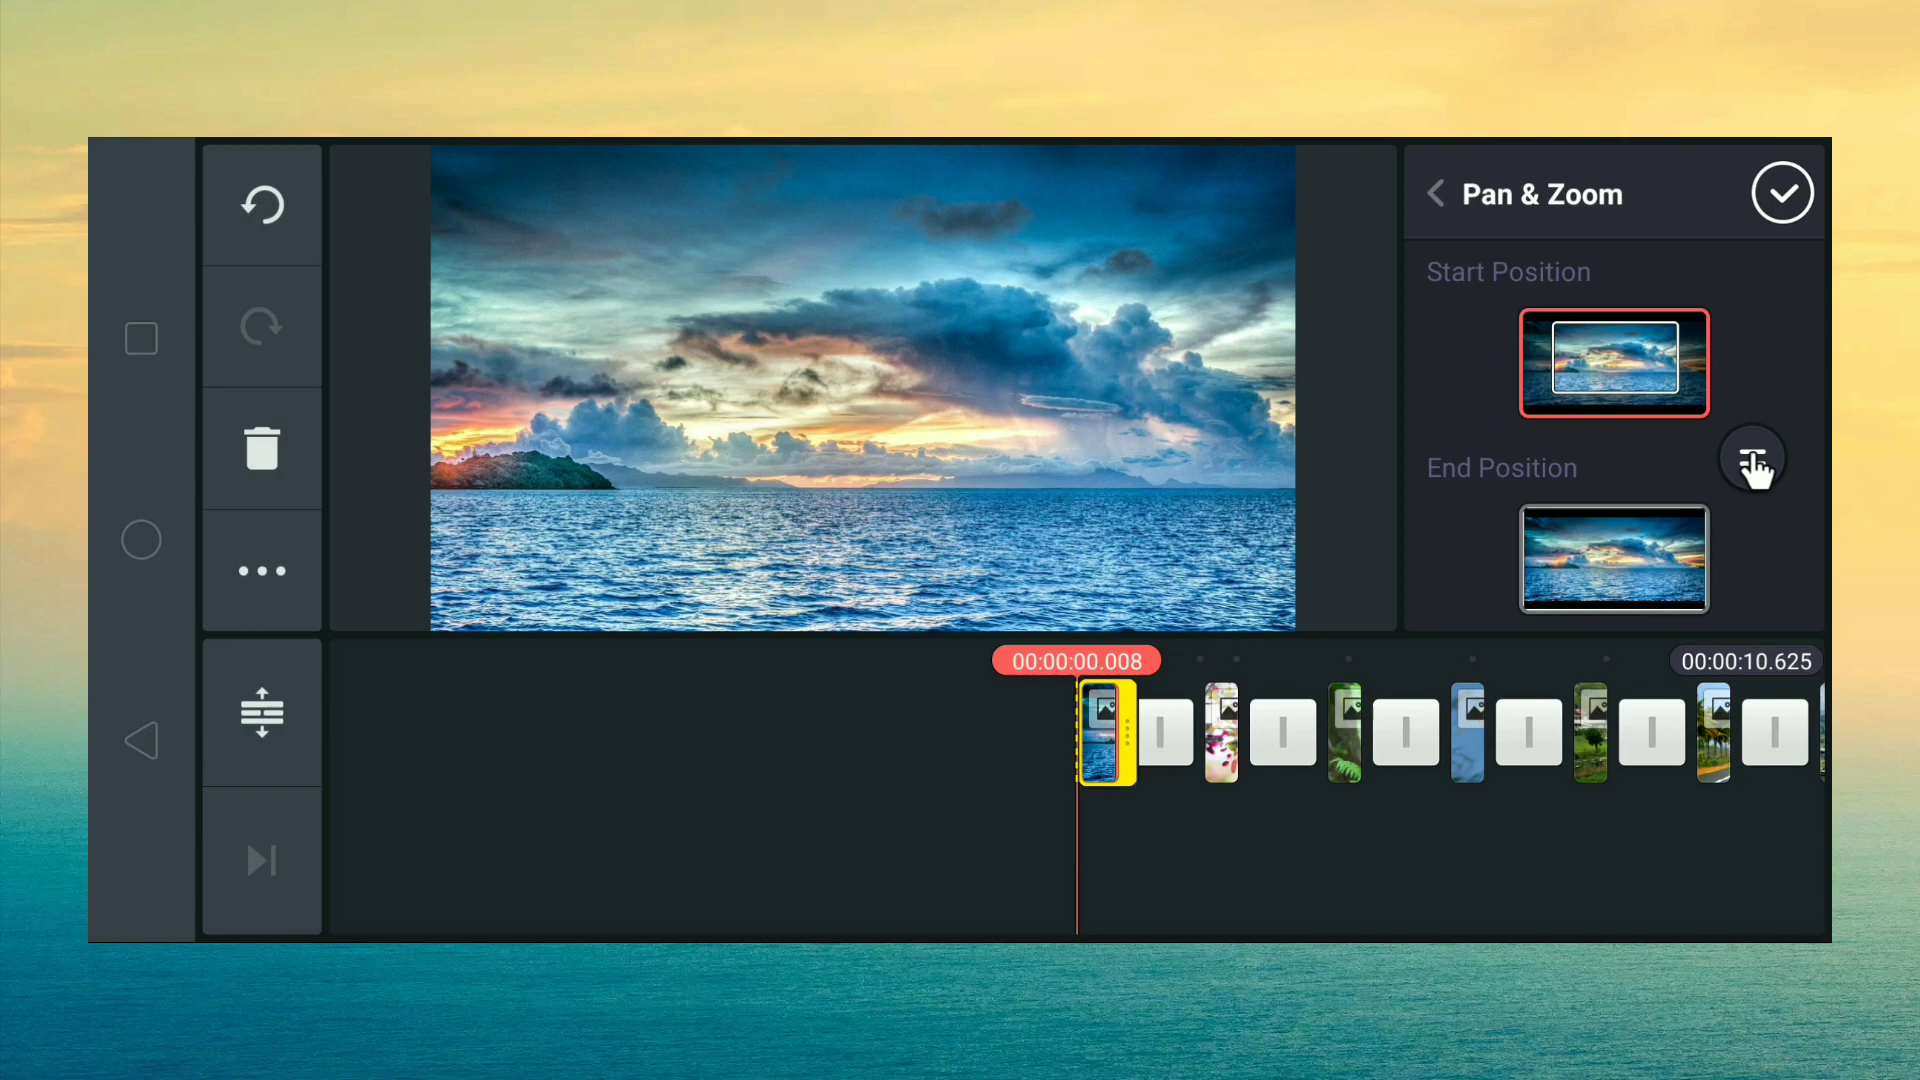 Pan & Zoom
Start Position
End Position
00:00:00.008
00:00:10.625